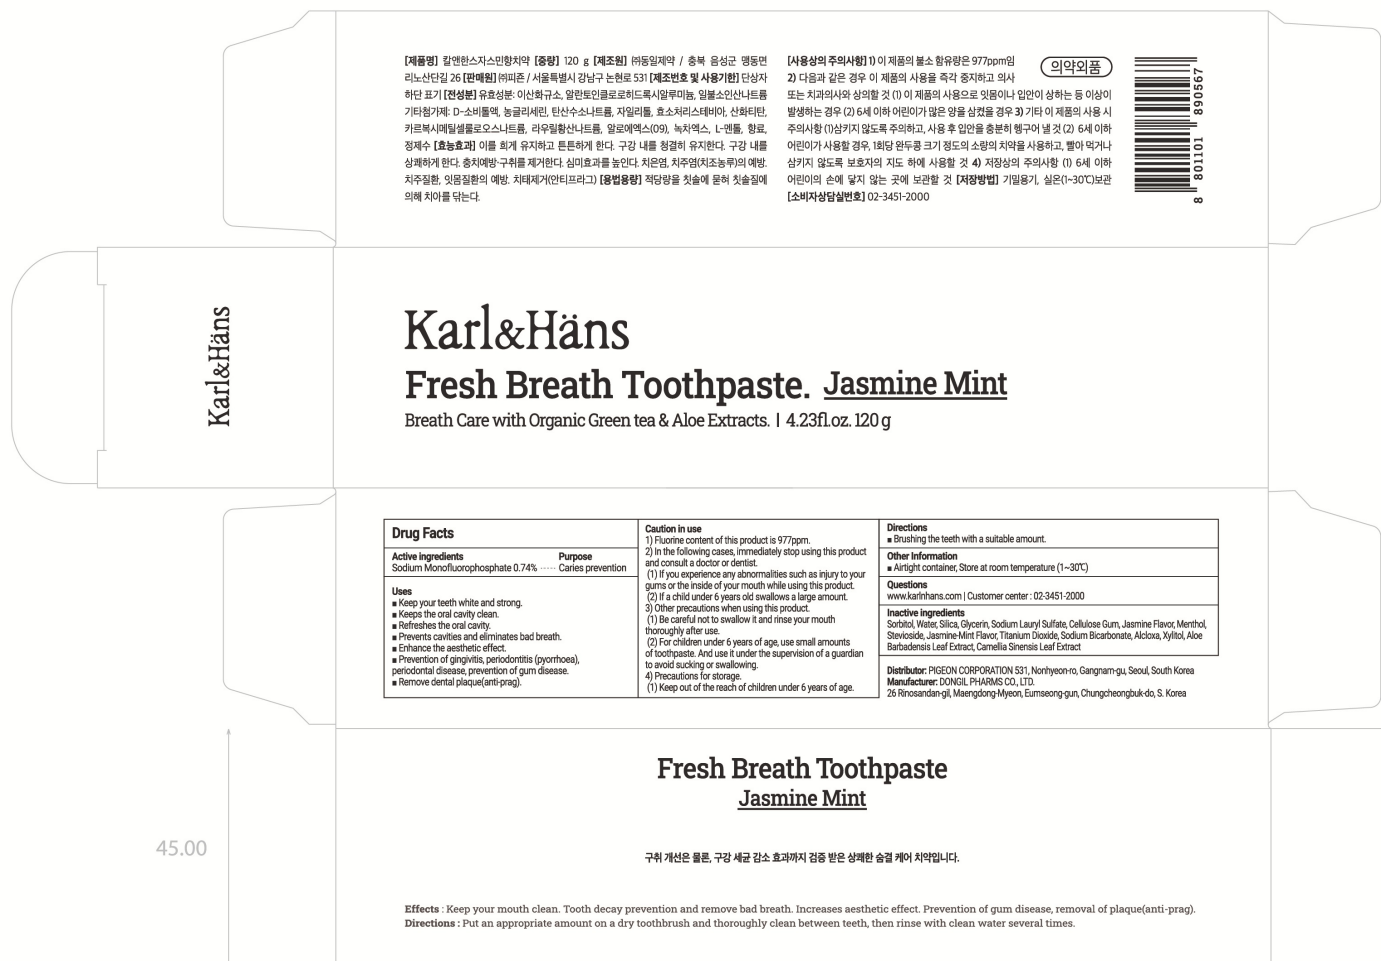 [제품명] 칼앤한스자스민향치약 [중량] 120 g [제조원] ㈜동일제약 / 충북 음성군 맹동면
리노산단길 26 [판매원] ㈜피죤 / 서울특별시 강남구 논현로 531 [제조번호 및 사용기한] 단상자
하단 표기 [전성분] 유효성분: 이산화규소, 알란토인클로로히드록시알루미늄, 일불소인산나트륨
기타첨가제: D-소비톨액, 농글리세린, 탄산수소나트륨, 자일리톨, 효소처리스테비아, 산화티탄,
카르복시메틸셀룰로오스나트륨, 라우릴황산나트륨, 알로에엑스(09), 녹차엑스, L-멘톨, 향료,
정제수 [효능효과] 이를 희게 유지하고 튼튼하게 한다. 구강 내를 청결히 유지한다. 구강 내를
상쾌하게 한다. 충치예방·구취를 제거한다. 심미효과를 높인다. 치은염, 치주염(치조농루)의 예방.
치주질환, 잇몸질환의 예방. 치태제거(안티프라그) [용법용량] 적당량을 칫솔에 묻혀 칫솔질에
의해 치아를 닦는다.
[사용상의 주의사항] 1) 이 제품의 불소 함유량은 977ppm임
2) 다음과 같은 경우 이 제품의 사용을 즉각 중지하고 의사
또는 치과의사와 상의할 것 (1) 이 제품의 사용으로 잇몸이나 입안이 상하는 등 이상이
발생하는 경우 (2) 6세 이하 어린이가 많은 양을 삼켰을 경우 3) 기타 이 제품의 사용 시
주의사항 (1)삼키지 않도록 주의하고, 사용 후 입안을 충분히 헹구어 낼 것 (2) 6세 이하
어린이가 사용할 경우, 1회당 완두콩 크기 정도의 소량의 치약을 사용하고, 빨아 먹거나
삼키지 않도록 보호자의 지도 하에 사용할 것 4) 저장상의 주의사항 (1) 6세 이하
어린이의 손에 닿지 않는 곳에 보관할 것 [저장방법] 기밀용기, 실온(1~30℃)보관
[소비자상담실번호] 02-3451-2000
의약외품
8 801101 890567
Karl&Häns
Karl&Häns
Fresh Breath Toothpaste. Jasmine Mint
Breath Care with Organic Green tea & Aloe Extracts. | 4.23fl.oz. 120 g
Drug Facts
Active ingredients Purpose
Sodium Monofluorophosphate 0.74% ····· Caries prevention
Uses
■ Keep your teeth white and strong.
■ Keeps the oral cavity clean.
■ Refreshes the oral cavity.
■ Prevents cavities and eliminates bad breath.
■ Enhance the aesthetic effect.
■ Prevention of gingivitis, periodontitis (pyorrhoea),
periodontal disease, prevention of gum disease.
■ Remove dental plaque(anti-prag).
Caution in use
1) Fluorine content of this product is 977ppm.
2) In the following cases, immediately stop using this product
and consult a doctor or dentist.
(1) If you experience any abnormalities such as injury to your
gums or the inside of your mouth while using this product.
(2) If a child under 6 years old swallows a large amount.
3) Other precautions when using this product.
(1) Be careful not to swallow it and rinse your mouth
thoroughly after use.
(2) For children under 6 years of age, use small amounts
of toothpaste. And use it under the supervision of a guardian
to avoid sucking or swallowing.
4) Precautions for storage.
(1) Keep out of the reach of children under 6 years of age.
Directions
■ Brushing the teeth with a suitable amount.
Other Information
■ Airtight container, Store at room temperature (1~30℃)
Questions
www.karlnhans.com | Customer center : 02-3451-2000
Inactive ingredients
Sorbitol, Water, Silica, Glycerin, Sodium Lauryl Sulfate, Cellulose Gum, Jasmine Flavor, Menthol,
Stevioside, Jasmine-Mint Flavor, Titanium Dioxide, Sodium Bicarbonate, Alcloxa, Xylitol, Aloe
Barbadensis Leaf Extract, Camellia Sinensis Leaf Extract
Distributor: PIGEON CORPORATION 531, Nonhyeon-ro, Gangnam-gu, Seoul, South Korea
Manufacturer: DONGIL PHARMS CO., LTD.
26 Rinosandan-gil, Maengdong-Myeon, Eumseong-gun, Chungcheongbuk-do, S. Korea
Fresh Breath Toothpaste
Jasmine Mint
45.00
구취 개선은 물론, 구강 세균 감소 효과까지 검증 받은 상쾌한 숨결 케어 치약입니다.
Effects : Keep your mouth clean. Tooth decay prevention and remove bad breath. Increases aesthetic effect. Prevention of gum disease, removal of plaque(anti-prag).
Directions : Put an appropriate amount on a dry toothbrush and thoroughly clean between teeth, then rinse with clean water several times.